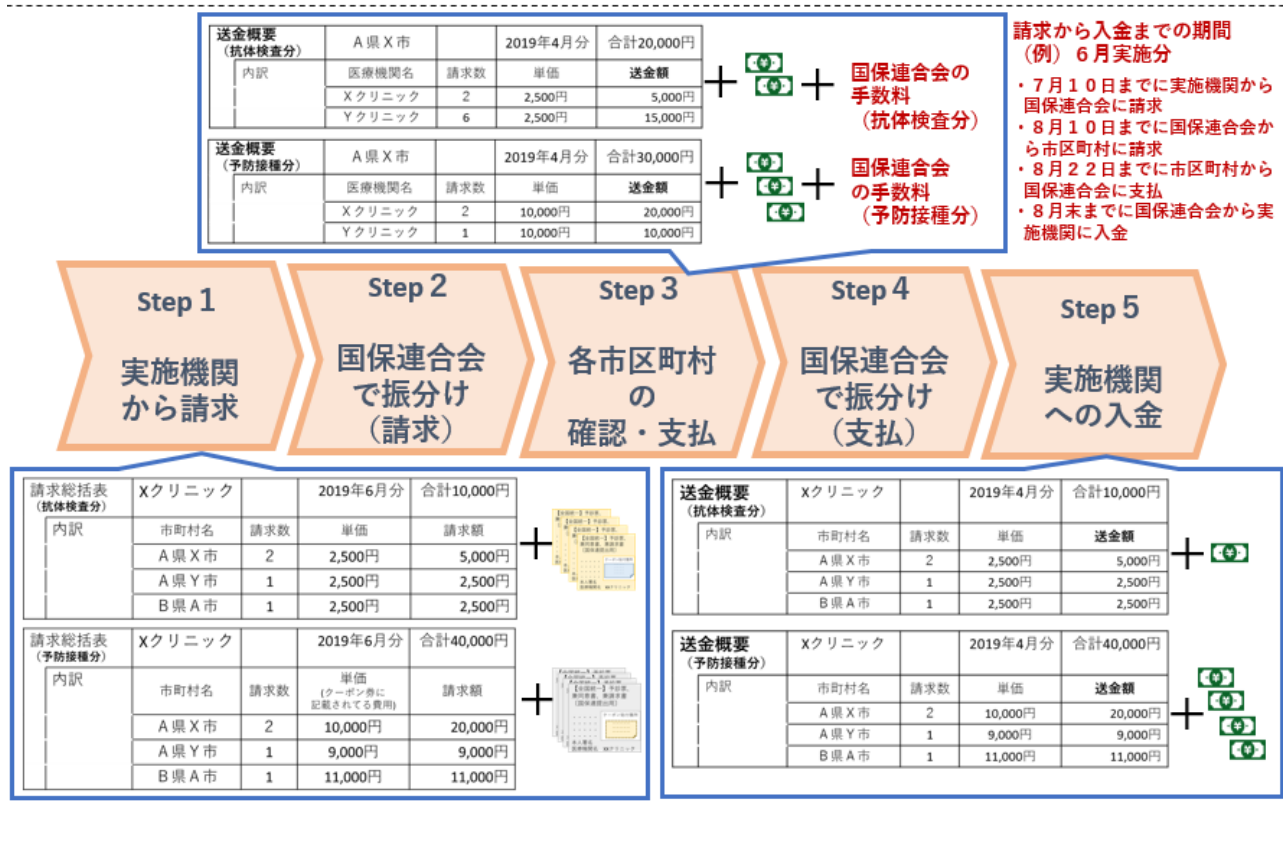 送金概要
(抗体検査分)
A県X市 2019年4月分 合計20,000円
内訳 医療機関名 請求数 単価 送金額
Xクリニック 2 2,500円 5,000円
Yクリニック 6 2,500円 15,000円
国保連合会の
手数料
（抗体検査分）
送金概要
(予防接種分)
A県X市 2019年4月分 合計30,000円
内訳 医療機関名 請求数 単価 送金額
Xクリニック 2 10,000円 20,000円
Yクリニック 1 10,000円 10,000円
国保連合会
の手数料
（予防接種分）
請求から入金までの期間
（例）６月実施分
・７月１０日までに実施機関から
国保連合会に請求
・８月１０日までに国保連合会か
ら市区町村に請求
・８月２２日までに市区町村から
国保連合会に支払
・８月末までに国保連合会から実
施機関に入金
Step 1
実施機関
から請求
Step 2
国保連合会
で振分け
（請求）
Step 3
各市区町村
の
確認・支払
Step 4
国保連合会
で振分け
（支払）
Step 5
実施機関
への入金
請求総括表
(抗体検査分)
Xクリニック 2019年6月分 合計10,000円
内訳 市町村名 請求数 単価 請求額
A県X市 2 2,500円 5,000円
A県Y市 1 2,500円 2,500円
B県A市 1 2,500円 2,500円
請求総括表
(予防接種分)
Xクリニック 2019年6月分 合計40,000円
内訳 市町村名 請求数 単価 請求額
(クーポン券に
記載されてる費用)
A県X市 2 10,000円 20,000円
A県Y市 1 9,000円 9,000円
B県A市 1 11,000円 11,000円
送金概要
(抗体検査分)
Xクリニック 2019年4月分 合計10,000円
内訳 市町村名 請求数 単価 送金額
A県X市 2 2,500円 5,000円
A県Y市 1 2,500円 2,500円
B県A市 1 2,500円 2,500円
送金概要
(予防接種分)
Xクリニック 2019年4月分 合計40,000円
内訳 市町村名 請求数 単価 送金額
A県X市 2 10,000円 20,000円
A県Y市 1 9,000円 9,000円
B県A市 1 11,000円 11,000円